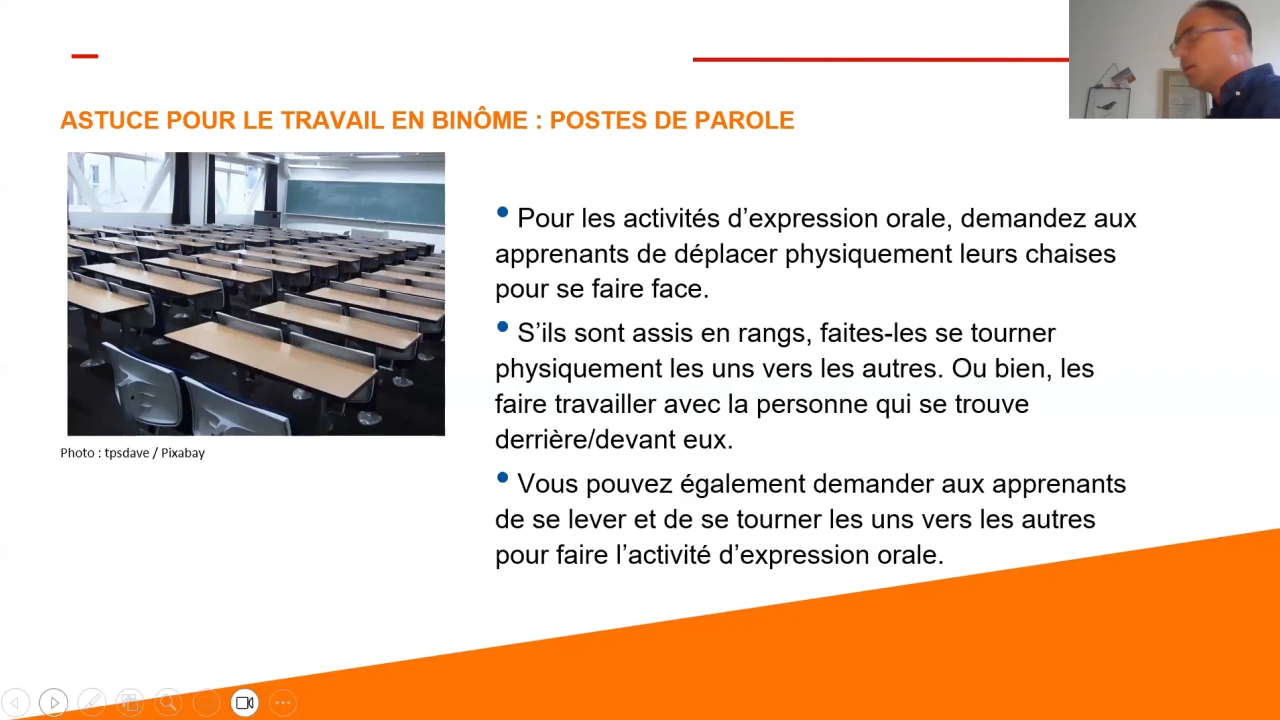 ASTUCE POUR LE TRAVAIL EN BINÔME : POSTES DE PAROLE
• Pour les activités d’expression orale, demandez aux
apprenants de déplacer physiquement leurs chaises
pour se faire face.
• S’ils sont assis en rangs, faites-les se tourner
physiquement les uns vers les autres. Ou bien, les
faire travailler avec la personne qui se trouve
derrière/devant eux.
• Vous pouvez également demander aux apprenants
de se lever et de se tourner les uns vers les autres
pour faire l’activité d’expression orale.
Photo : tpsdave / Pixabay